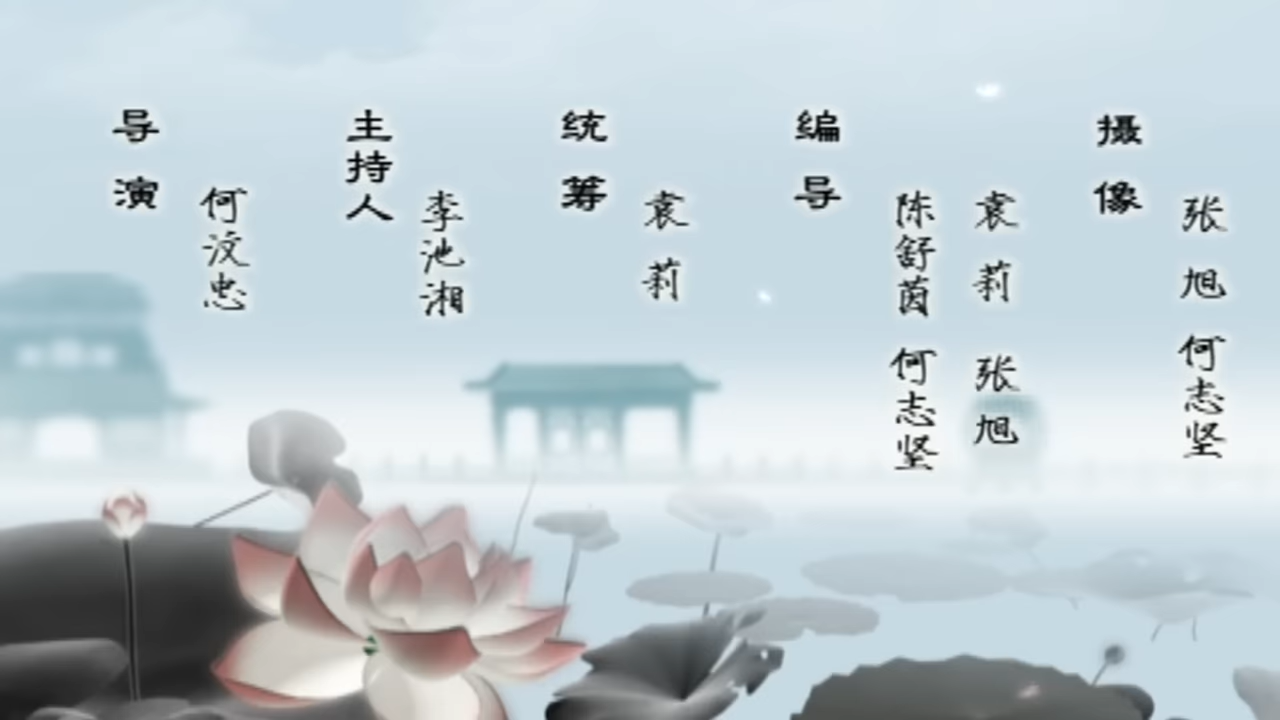 导演
何汶忠
主持人
李池湘
统筹
袁莉
编导
陈舒茵 何志坚
袁莉 张旭
摄像
张旭 何志坚